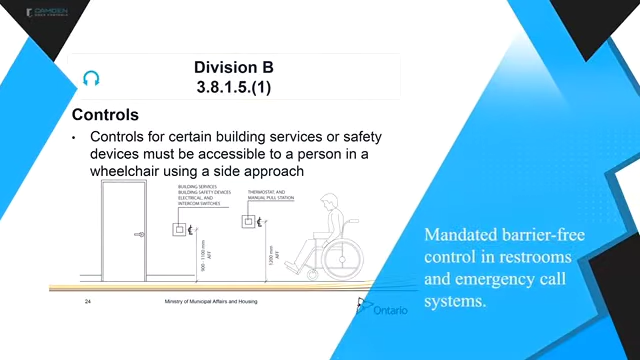 CAMDEN
DOOR CONTROLS
Division B
3.8.1.5.(1)
Controls
• Controls for certain building services or safety
devices must be accessible to a person in a
wheelchair using a side approach
BUILDING SERVICES
BUILDING SAFETY DEVICES
ELECTRICAL, AND
INTERCOM SWITCHES
THERMOSTAT AND
MANUAL PULL STATION
900 - 1100 mm
AFF
1200 mm
AFF
Mandated barrier-free
control in restrooms
and emergency call
systems.
24
Ministry of Municipal Affairs and Housing
Ontario